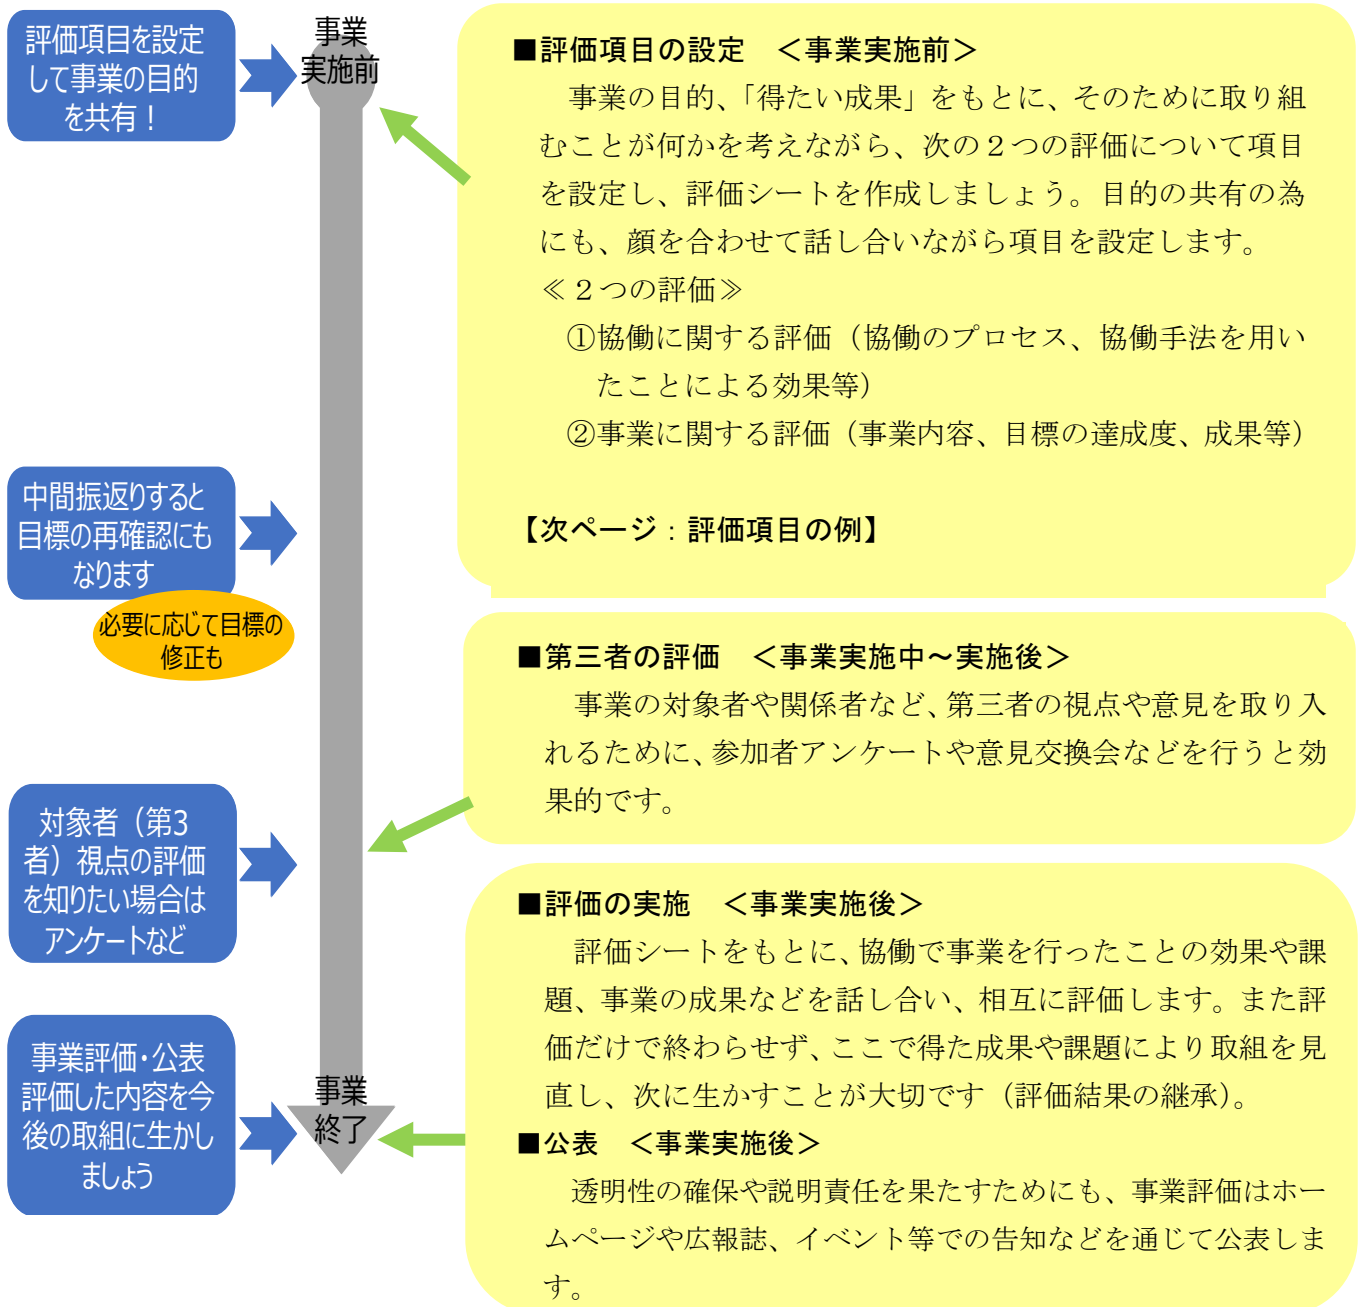 評価項目を設定
して事業の目的
を共有！
事業
実施前
■評価項目の設定　＜事業実施前＞
事業の目的、「得たい成果」をもとに、そのために取り組
むことが何かを考えながら、次の２つの評価について項目
を設定し、評価シートを作成しましょう。目的の共有の為
にも、顔を合わせて話し合いながら項目を設定します。
≪２つの評価≫
①協働に関する評価（協働のプロセス、協働手法を用い
たことによる効果等）
②事業に関する評価（事業内容、目標の達成度、成果等）
【次ページ：評価項目の例】
中間振返りすると
目標の再確認にも
なります
必要に応じて目標の
修正も
■第三者の評価　＜事業実施中～実施後＞
事業の対象者や関係者など、第三者の視点や意見を取り入
れるために、参加者アンケートや意見交換会などを行うと効
果的です。
対象者（第3
者）視点の評価
を知りたい場合は
アンケートなど
■評価の実施　＜事業実施後＞
評価シートをもとに、協働で事業を行ったことの効果や課
題、事業の成果などを話し合い、相互に評価します。また評
価だけで終わらせず、ここで得た成果や課題により取組を見
直し、次に生かすことが大切です（評価結果の継承）。
事業評価・公表
評価した内容を今
後の取組に生かし
ましょう
事業
終了
■公表　＜事業実施後＞
透明性の確保や説明責任を果たすためにも、事業評価はホー
ムページや広報誌、イベント等での告知などを通じて公表しま
す。